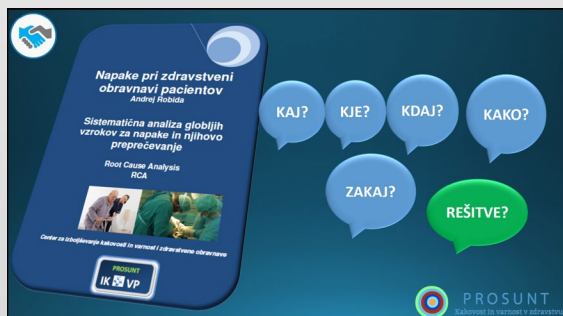 Napake pri zdravstveni
obravnavi pacientov
Andrej Robida
Sistematična analiza globljih
vzrokov za napake in njihovo
preprečevanje
Root Cause Analysis
RCA
Center za izboljševanje kakovosti in varnosti zdravstvene obravnave
PROSUNT
IK VP
KAJ?
KJE?
KDAJ?
KAKO?
ZAKAJ?
REŠITVE?
PROSUNT
Kakovost in varnost v zdravstvu